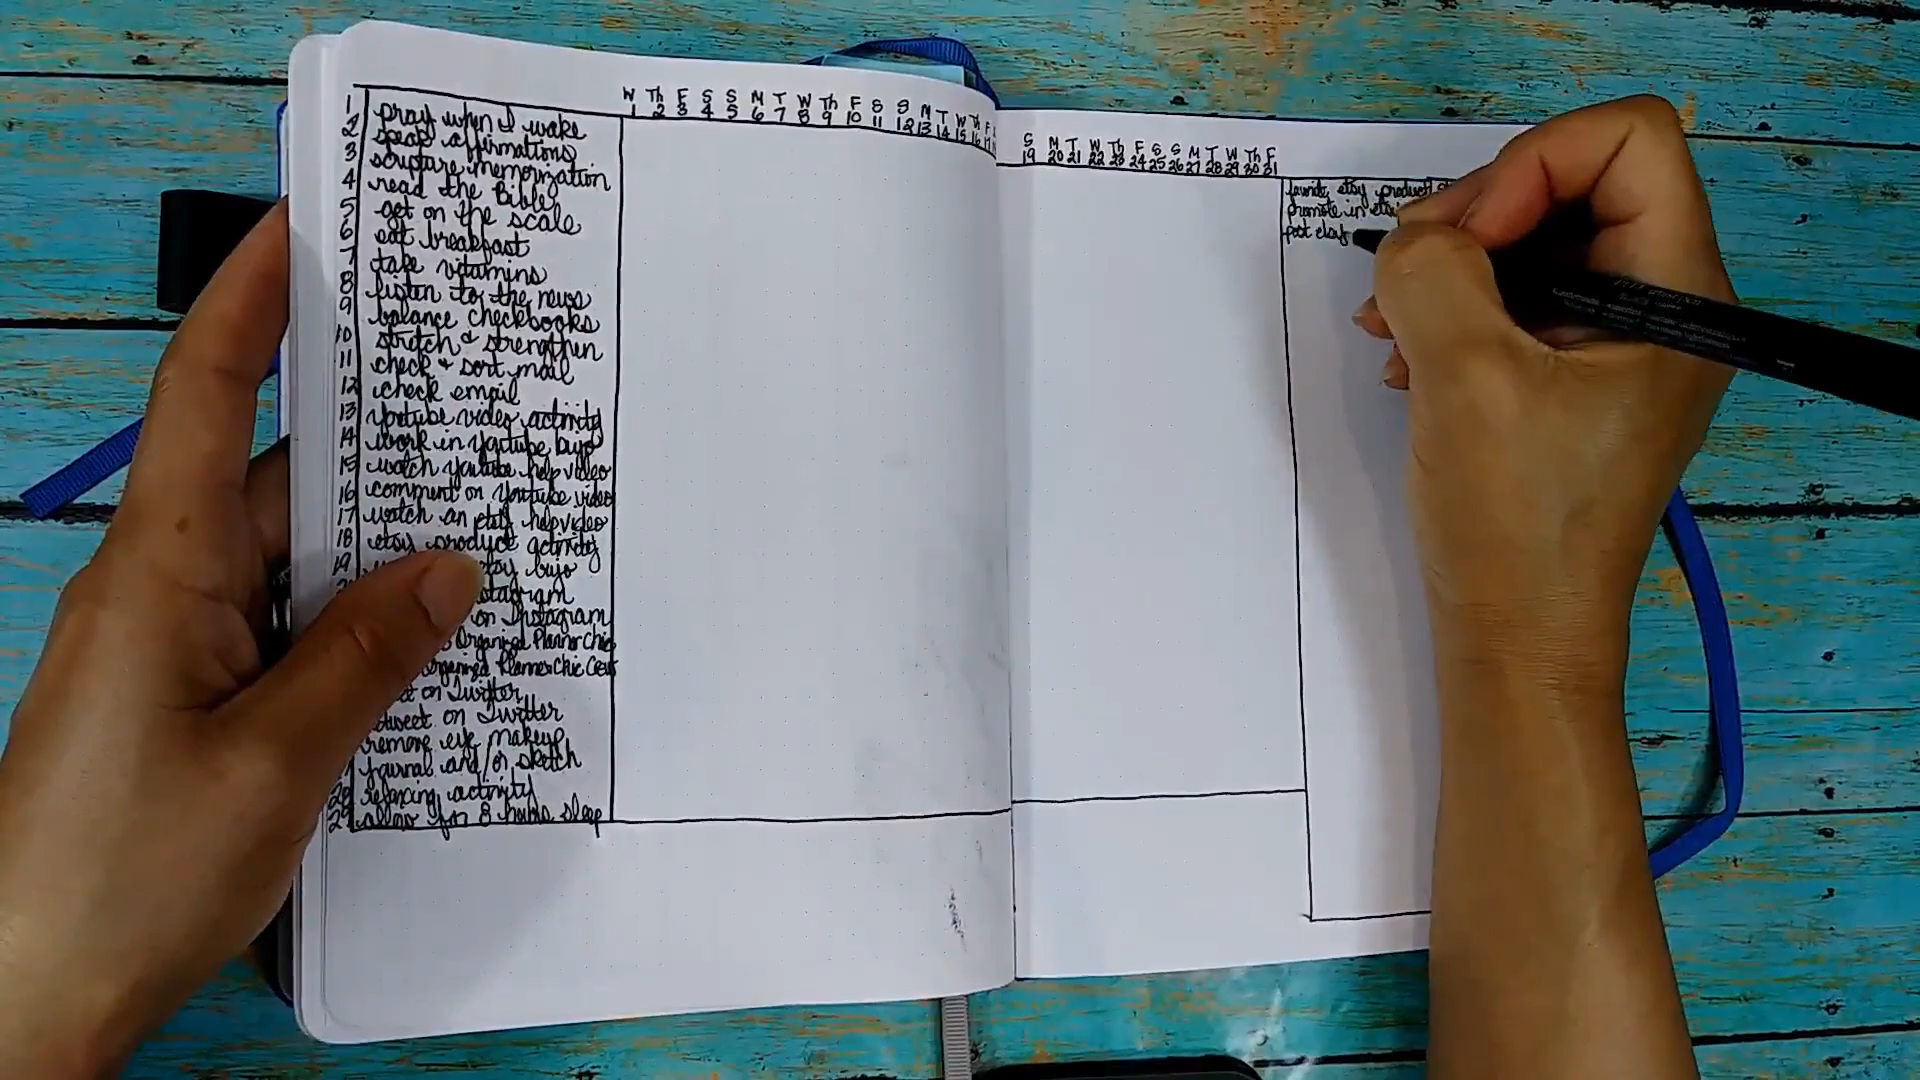 W Th F S S M T W Th F S S M T W Th F
1 2 3 4 5 6 7 8 9 10 11 12 13 14 15 16 17
1 pray when I wake
2 speak affirmations
3 scripture memorization
4 read the Bible
5 get on the scale
6 eat breakfast
7 take vitamins
8 listen to the news
9 balance checkbooks
10 stretch & strengthen
11 check & sort mail
12 check email
13 youtube video activity
14 work in youtube bujo
15 watch youtube help video
16 comment on youtube video
17 watch an etsy help video
18 etsy product activity
19 etsy bujo
on Instagram
Organized Planner Chic
Organized Planner Chic
on Twitter
on Twitter
remove eye makeup
journal and/or sketch
28 relaxing activity
29 allow for 8 hours sleep
S M T W Th F S S M T W Th F
19 20 21 22 23 24 25 26 27 28 29 30 31
favorite etsy product
promote in etsy
post etsy